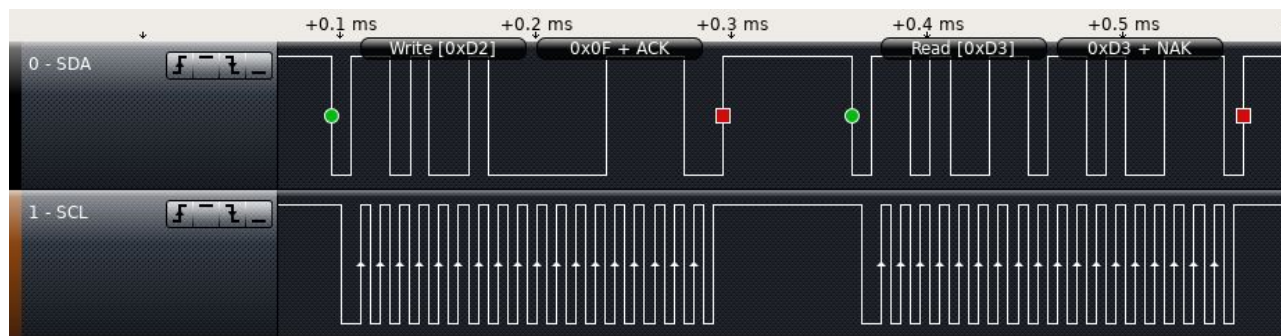 +0.1 ms +0.2 ms +0.3 ms +0.4 ms +0.5 ms
Write [0xD2] 0x0F + ACK Read [0xD3] 0xD3 + NAK
0 - SDA
1 - SCL